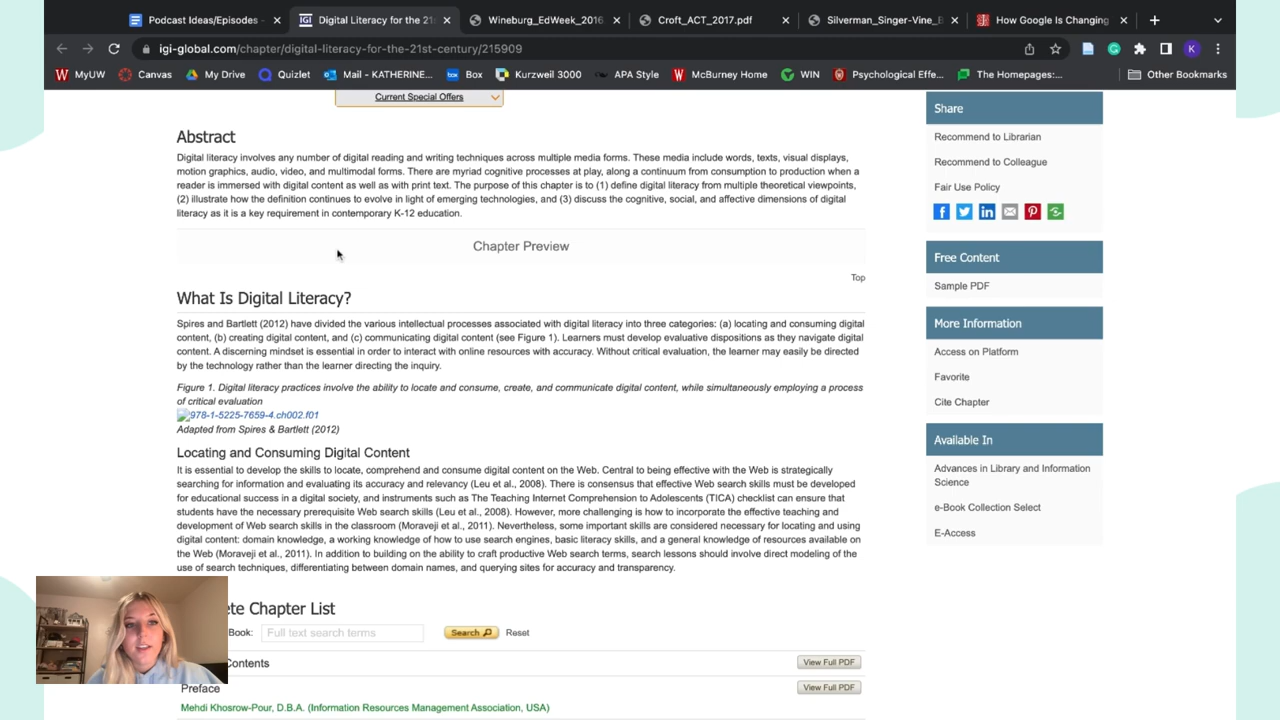 Podcast Ideas/Episodes -
Digital Literacy for the 21s
Wineburg_EdWeek_2016
Croft_ACT_2017.pdf
Silverman_Singer-Vine_B
How Google Is Changing
igi-global.com/chapter/digital-literacy-for-the-21st-century/215909
K
MyUW
Canvas
My Drive
Quizlet
Mail - KATHERINE...
Box
Kurzweil 3000
APA Style
McBurney Home
WIN
Psychological Effe...
The Homepages:...
Other Bookmarks
Current Special Offers
Abstract
Digital literacy involves any number of digital reading and writing techniques across multiple media forms. These media include words, texts, visual displays,
motion graphics, audio, video, and multimodal forms. There are myriad cognitive processes at play, along a continuum from consumption to production when a
reader is immersed with digital content as well as with print text. The purpose of this chapter is to (1) define digital literacy from multiple theoretical viewpoints,
(2) illustrate how the definition continues to evolve in light of emerging technologies, and (3) discuss the cognitive, social, and affective dimensions of digital
literacy as it is a key requirement in contemporary K-12 education.
Chapter Preview
Top
What Is Digital Literacy?
Spires and Bartlett (2012) have divided the various intellectual processes associated with digital literacy into three categories: (a) locating and consuming digital
content, (b) creating digital content, and (c) communicating digital content (see Figure 1). Learners must develop evaluative dispositions as they navigate digital
content. A discerning mindset is essential in order to interact with online resources with accuracy. Without critical evaluation, the learner may easily be directed
by the technology rather than the learner directing the inquiry.
Figure 1. Digital literacy practices involve the ability to locate and consume, create, and communicate digital content, while simultaneously employing a process
of critical evaluation
978-1-5225-7659-4.ch002.f01
Adapted from Spires & Bartlett (2012)
Locating and Consuming Digital Content
It is essential to develop the skills to locate, comprehend and consume digital content on the Web. Central to being effective with the Web is strategically
searching for information and evaluating its accuracy and relevancy (Leu et al., 2008). There is consensus that effective Web search skills must be developed
for educational success in a digital society, and instruments such as The Teaching Internet Comprehension to Adolescents (TICA) checklist can ensure that
students have the necessary prerequisite Web search skills (Leu et al., 2008). However, more challenging is how to incorporate the effective teaching and
development of Web search skills in the classroom (Moraveji et al., 2011). Nevertheless, some important skills are considered necessary for locating and using
digital content: domain knowledge, a working knowledge of how to use search engines, basic literacy skills, and a general knowledge of resources available on
the Web (Moraveji et al., 2011). In addition to building on the ability to craft productive Web search terms, search lessons should involve direct modeling of the
use of search techniques, differentiating between domain names, and querying sites for accuracy and transparency.
te Chapter List
Book:
Full text search terms
Search
Reset
Contents
View Full PDF
Preface
View Full PDF
Mehdi Khosrow-Pour, D.B.A. (Information Resources Management Association, USA)
Share
Recommend to Librarian
Recommend to Colleague
Fair Use Policy
Free Content
Sample PDF
More Information
Access on Platform
Favorite
Cite Chapter
Available In
Advances in Library and Information
Science
e-Book Collection Select
E-Access